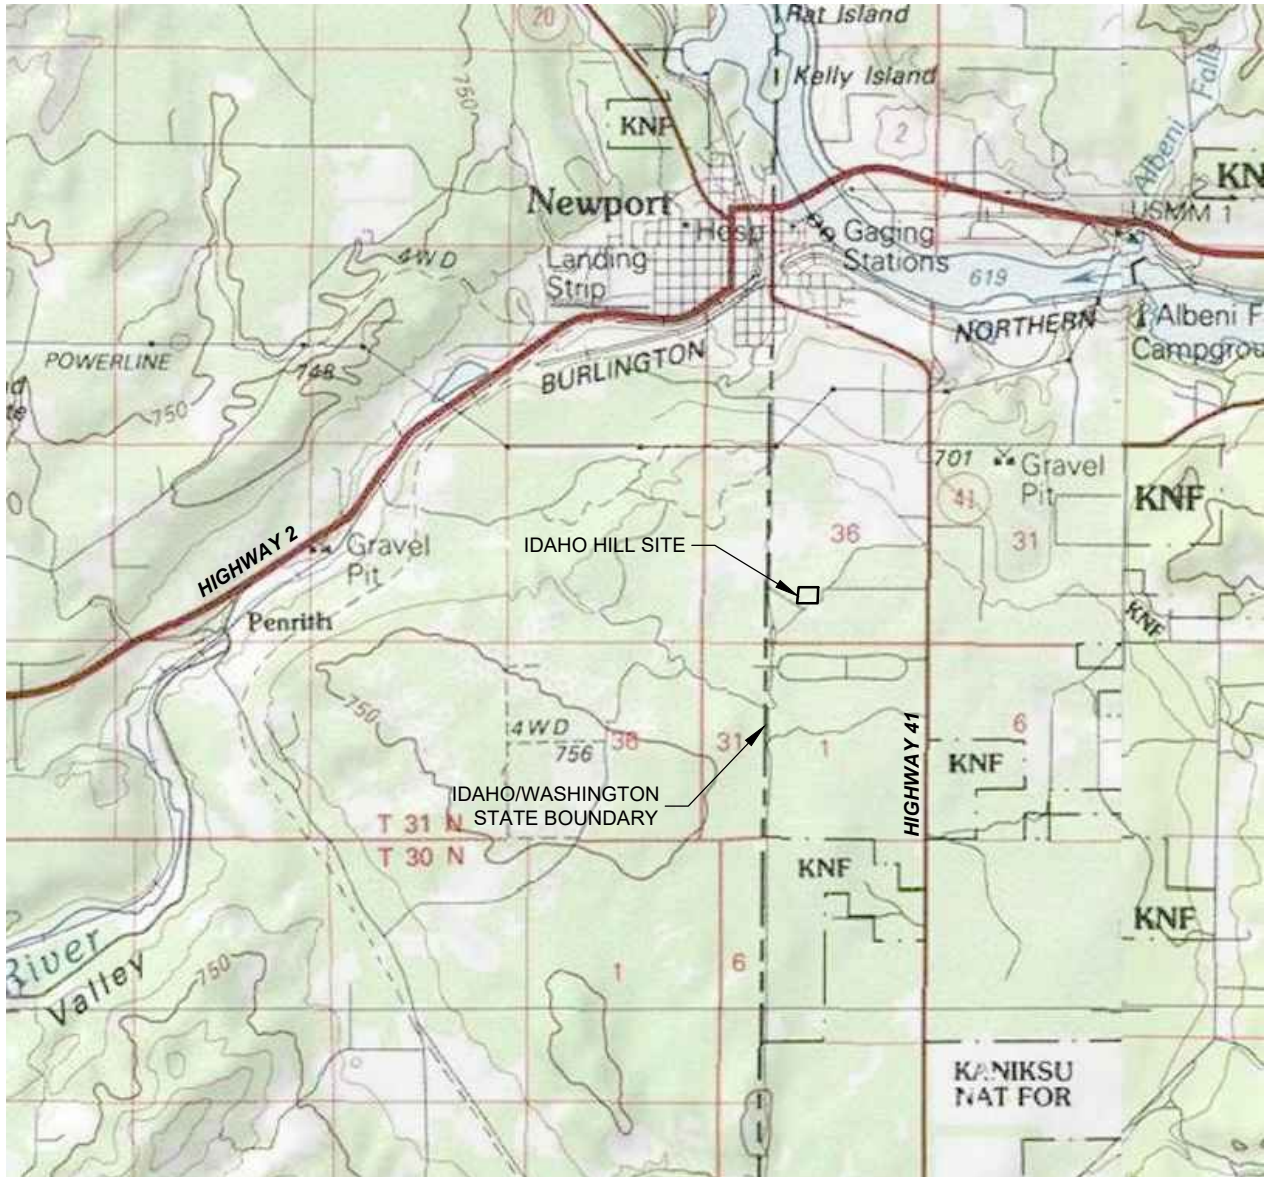 20
Rat Island
Kelly Island
750
KNF
2
Albeni Falls
KN
Newport
USMM 1
Hosp
Gaging
Stations
4WD
Landing
Strip
619
POWERLINE
748
BURLINGTON
NORTHERN
Albeni F
Campgrou
750
701
Gravel
Pit
41
KNF
36
31
IDAHO HILL SITE
HIGHWAY 2
Gravel
Pit
Penrith
KNF
750
4WD
756
36
31
1
6
HIGHWAY 41
KNF
IDAHO/WASHINGTON
STATE BOUNDARY
T 31 N
T 30 N
KNF
KNF
River
Valley
750
1
6
KANIKSU
NAT FOR